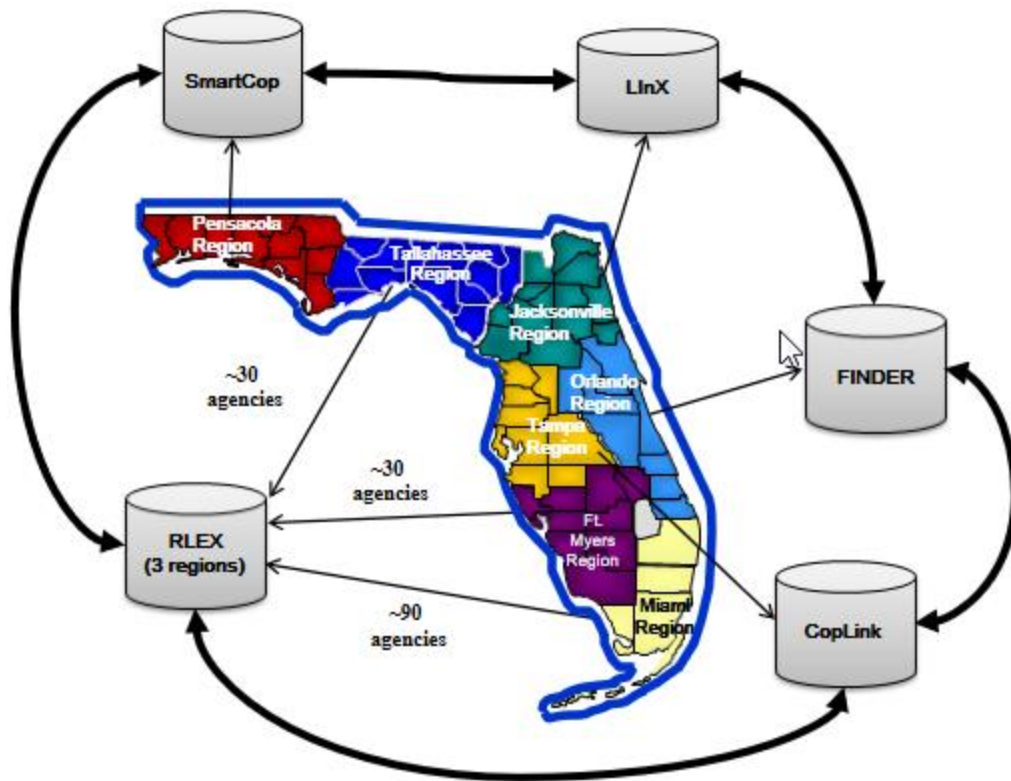 SmartCop
LInX
Pensacola
Region
Tallahassee
Region
Jacksonville
Region
~30
agencies
Orlando
Region
FINDER
Tampa
Region
~30
agencies
Ft.
Myers
Region
RLEX
(3 regions)
~90
agencies
Miami
Region
CopLink